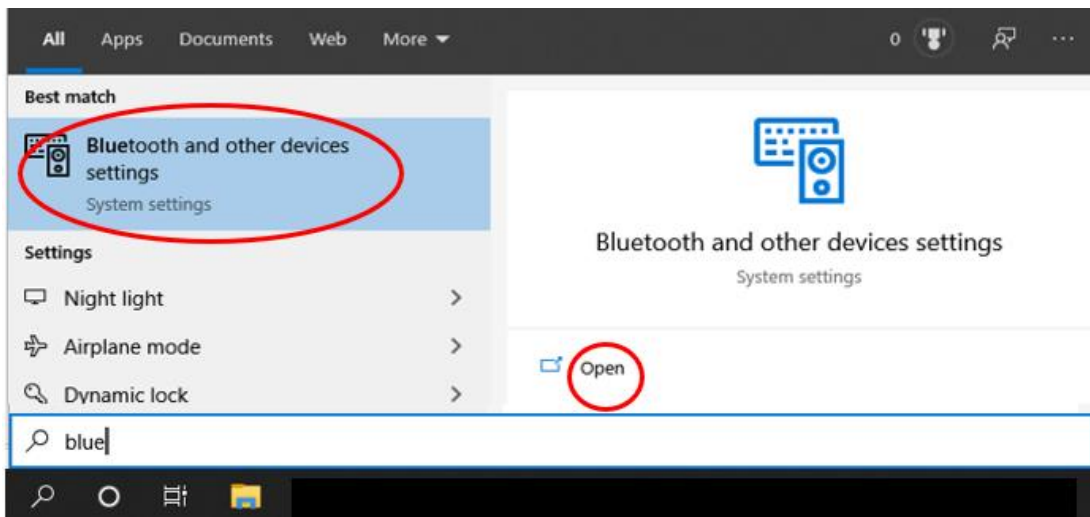 All Apps Documents Web More
0
Best match
Bluetooth and other devices
settings
System settings
Settings
Night light
Airplane mode
Dynamic lock
Bluetooth and other devices settings
System settings
Open
blue